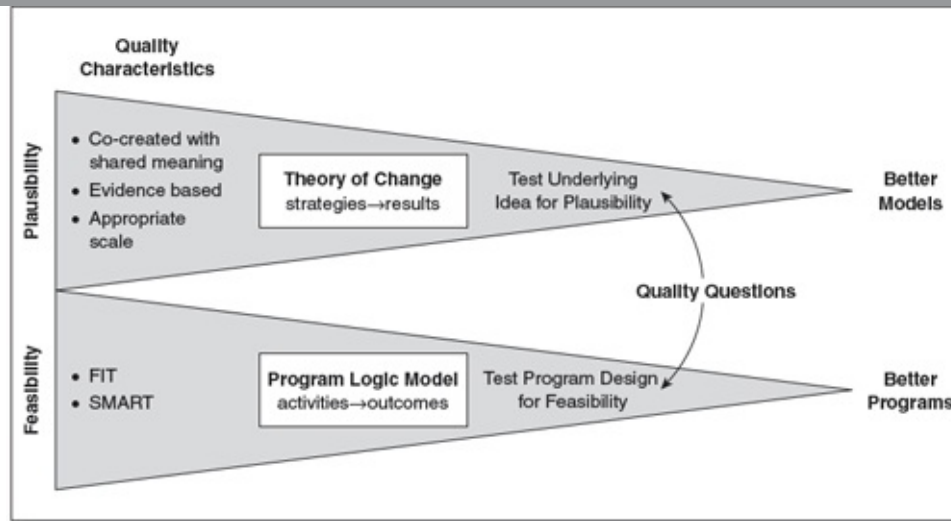 Quality
Characteristics
Plausibility
• Co-created with
shared meaning
• Evidence based
• Appropriate
scale
Theory of Change
strategies→results
Test Underlying
Idea for Plausibility
Better
Models
Quality Questions
Feasibility
• FIT
• SMART
Program Logic Model
activities→outcomes
Test Program Design
for Feasibility
Better
Programs